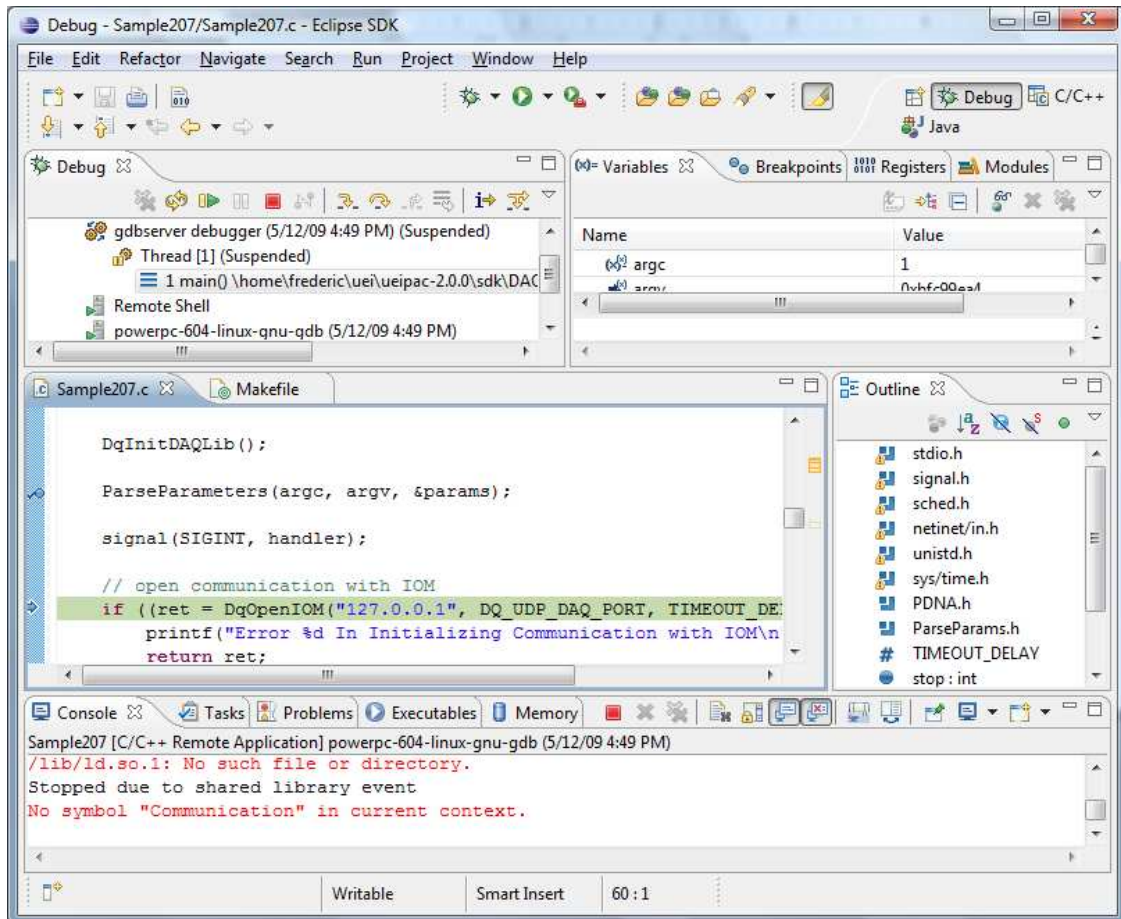 Debug - Sample207/Sample207.c - Eclipse SDK
File Edit Refactor Navigate Search Run Project Window Help
Debug C/C++
Java
Debug
gdbserver debugger (5/12/09 4:49 PM) (Suspended)
Thread [1] (Suspended)
1 main() \home\frederic\uei\ueipac-2.0.0\sdk\DAC
Remote Shell
powerpc-604-linux-gnu-gdb (5/12/09 4:49 PM)
(x)= Variables Breakpoints Registers Modules
Name Value
argc 1
argv 0xbfc99ea4
Sample207.c Makefile
DqInitDAQLib();
ParseParameters(argc, argv, &params);
signal(SIGINT, handler);
// open communication with IOM
if ((ret = DqOpenIOM("127.0.0.1", DQ_UDP_DAQ_PORT, TIMEOUT_DE
printf("Error %d In Initializing Communication with IOM\n
return ret;
Outline
stdio.h
signal.h
sched.h
netinet/in.h
unistd.h
sys/time.h
PDNA.h
ParseParams.h
# TIMEOUT_DELAY
stop : int
Console Tasks Problems Executables Memory
Sample207 [C/C++ Remote Application] powerpc-604-linux-gnu-gdb (5/12/09 4:49 PM)
/lib/ld.so.1: No such file or directory.
Stopped due to shared library event
No symbol "Communication" in current context.
Writable Smart Insert 60 : 1